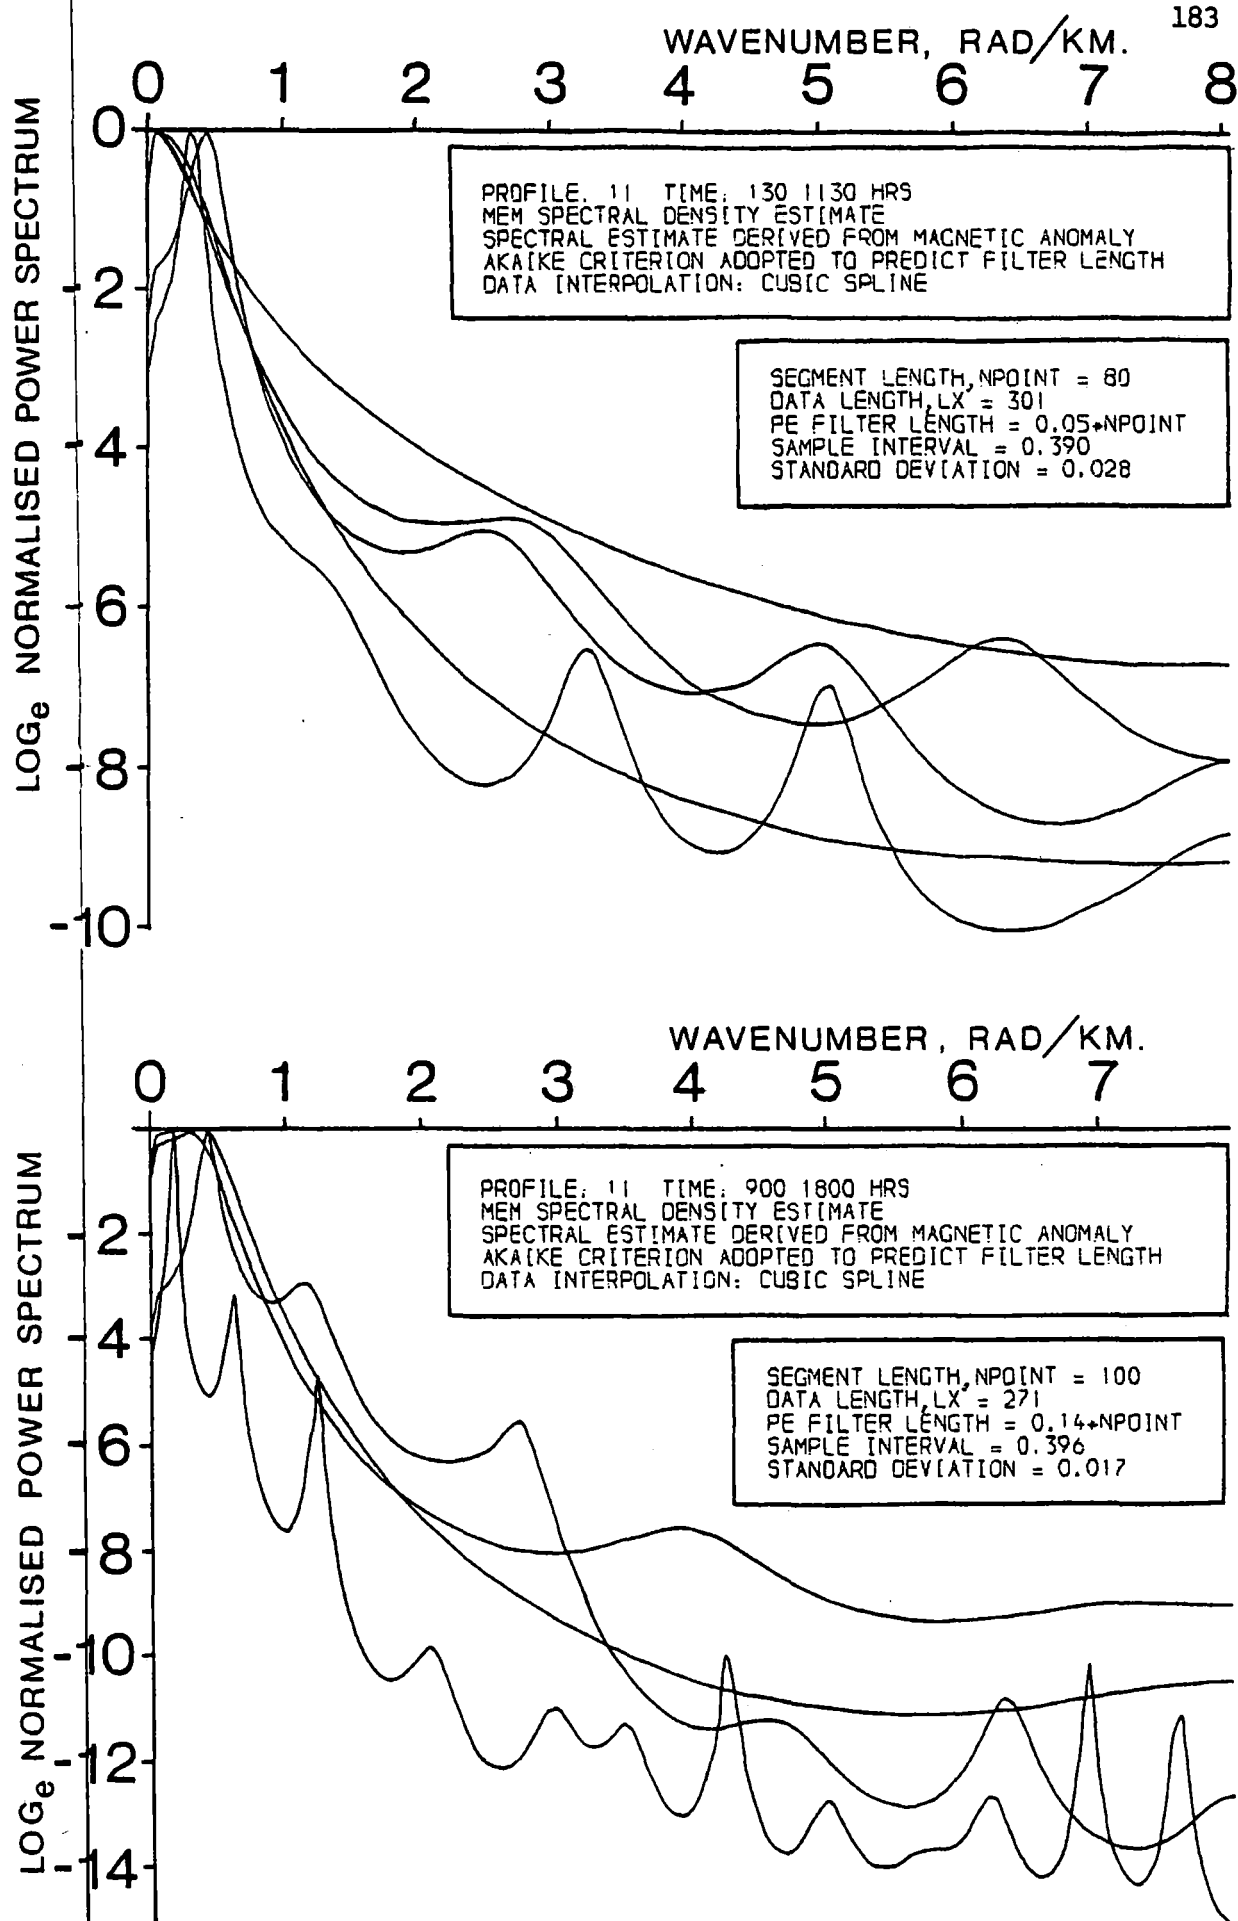 183
WAVENUMBER, RAD/KM.
0 1 2 3 4 5 6 7 8
LOGe NORMALISED POWER SPECTRUM
0
-2
-4
-6
-8
-10
PROFILE. 11 TIME: 130 1130 HRS
MEM SPECTRAL DENSITY ESTIMATE
SPECTRAL ESTIMATE DERIVED FROM MAGNETIC ANOMALY
AKAIKE CRITERION ADOPTED TO PREDICT FILTER LENGTH
DATA INTERPOLATION: CUBIC SPLINE
SEGMENT LENGTH,NPOINT = 80
DATA LENGTH,LX = 301
PE FILTER LENGTH = 0.05*NPOINT
SAMPLE INTERVAL = 0.390
STANDARD DEVIATION = 0.028
WAVENUMBER, RAD/KM.
0 1 2 3 4 5 6 7
LOGe NORMALISED POWER SPECTRUM
-2
-4
-6
-8
-10
-12
-14
PROFILE: 11 TIME: 900 1800 HRS
MEM SPECTRAL DENSITY ESTIMATE
SPECTRAL ESTIMATE DERIVED FROM MAGNETIC ANOMALY
AKAIKE CRITERION ADOPTED TO PREDICT FILTER LENGTH
DATA INTERPOLATION: CUBIC SPLINE
SEGMENT LENGTH,NPOINT = 100
DATA LENGTH,LX = 271
PE FILTER LENGTH = 0.14*NPOINT
SAMPLE INTERVAL = 0.396
STANDARD DEVIATION = 0.017